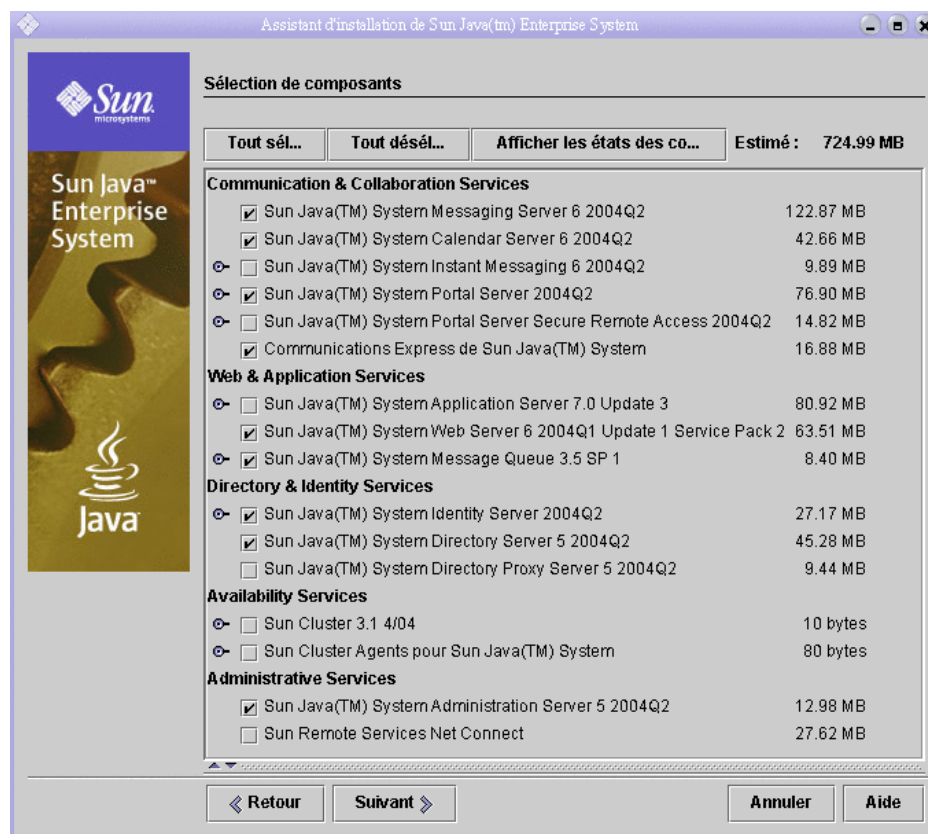 Assistant d'installation de Sun Java(tm) Enterprise System
Sun
microsystems
Sun Java™
Enterprise
System
Java
Sélection de composants
Tout sél... Tout désél... Afficher les états des co... Estimé : 724.99 MB
Communication & Collaboration Services
Sun Java(TM) System Messaging Server 6 2004Q2 122.87 MB
Sun Java(TM) System Calendar Server 6 2004Q2 42.66 MB
Sun Java(TM) System Instant Messaging 6 2004Q2 9.89 MB
Sun Java(TM) System Portal Server 2004Q2 76.90 MB
Sun Java(TM) System Portal Server Secure Remote Access 2004Q2 14.82 MB
Communications Express de Sun Java(TM) System 16.88 MB
Web & Application Services
Sun Java(TM) System Application Server 7.0 Update 3 80.92 MB
Sun Java(TM) System Web Server 6 2004Q1 Update 1 Service Pack 2 63.51 MB
Sun Java(TM) System Message Queue 3.5 SP 1 8.40 MB
Directory & Identity Services
Sun Java(TM) System Identity Server 2004Q2 27.17 MB
Sun Java(TM) System Directory Server 5 2004Q2 45.28 MB
Sun Java(TM) System Directory Proxy Server 5 2004Q2 9.44 MB
Availability Services
Sun Cluster 3.1 4/04 10 bytes
Sun Cluster Agents pour Sun Java(TM) System 80 bytes
Administrative Services
Sun Java(TM) System Administration Server 5 2004Q2 12.98 MB
Sun Remote Services Net Connect 27.62 MB
Retour Suivant Annuler Aide